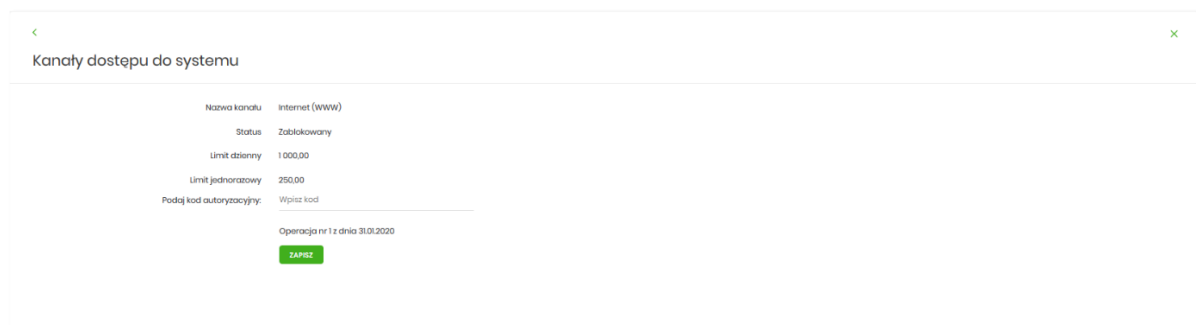 Kanały dostępu do systemu
Nazwa kanału Internet (WWW)
Status Zablokowany
Limit dzienny 1 000,00
Limit jednorazowy 250,00
Podaj kod autoryzacyjny: Wpisz kod
Operacja nr 1 z dnia 31.01.2020
ZAPISZ